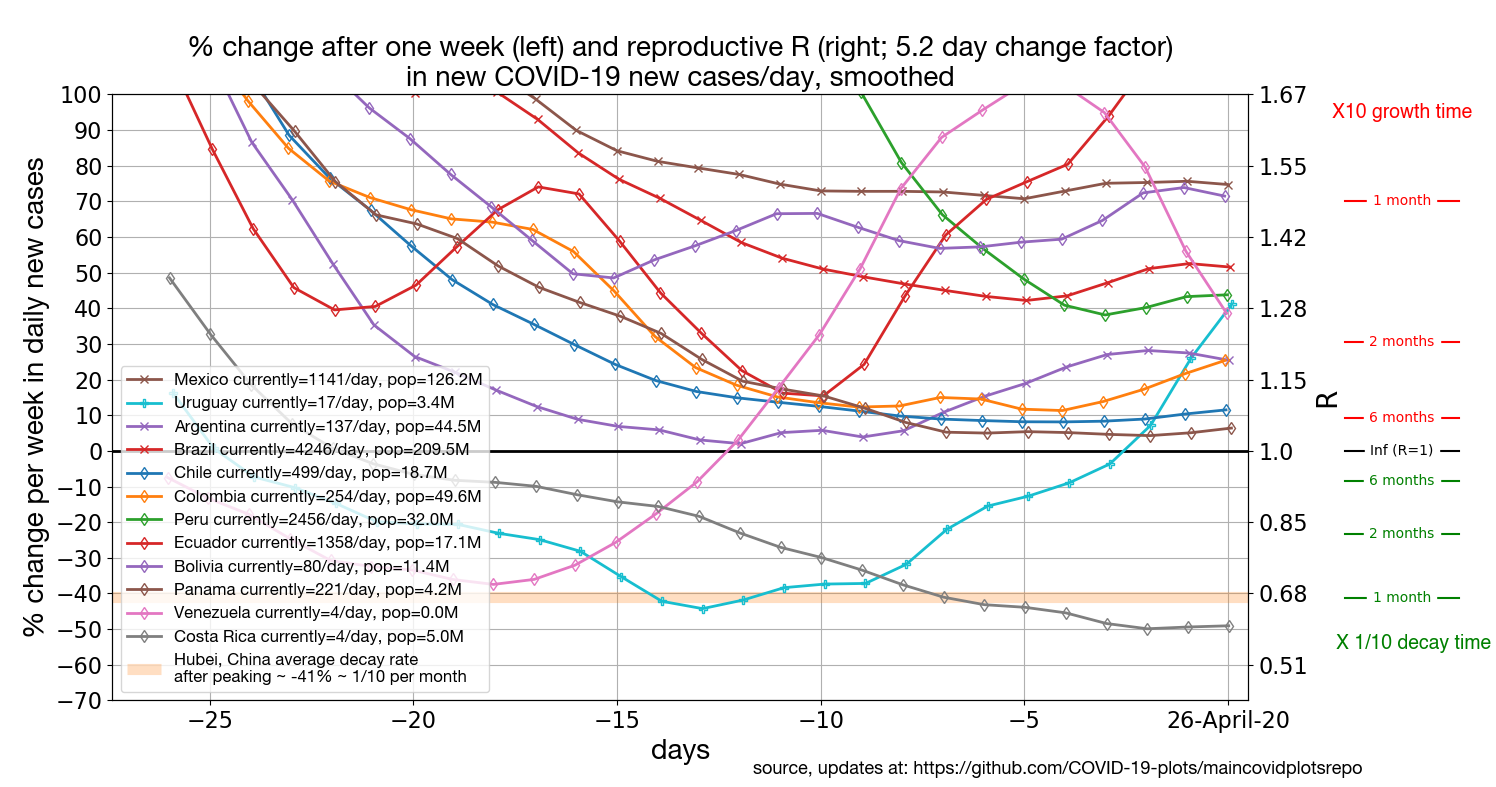 % change after one week (left) and reproductive R (right; 5.2 day change factor)
in new COVID-19 new cases/day, smoothed
% change per week in daily new cases
100
90
80
70
60
50
40
30
20
10
0
−10
−20
−30
−40
−50
−60
−70
Mexico currently=1141/day, pop=126.2M
Uruguay currently=17/day, pop=3.4M
Argentina currently=137/day, pop=44.5M
Brazil currently=4246/day, pop=209.5M
Chile currently=499/day, pop=18.7M
Colombia currently=254/day, pop=49.6M
Peru currently=2456/day, pop=32.0M
Ecuador currently=1358/day, pop=17.1M
Bolivia currently=80/day, pop=11.4M
Panama currently=221/day, pop=4.2M
Venezuela currently=4/day, pop=0.0M
Costa Rica currently=4/day, pop=5.0M
Hubei, China average decay rate
after peaking ~ -41% ~ 1/10 per month
−25
−20
−15
−10
−5
26-April-20
days
1.67
1.55
1.42
1.28
1.15
1.0
0.85
0.68
0.51
R
X10 growth time
1 month
2 months
6 months
Inf (R=1)
6 months
2 months
1 month
X 1/10 decay time
source, updates at: https://github.com/COVID-19-plots/maincovidplotsrepo